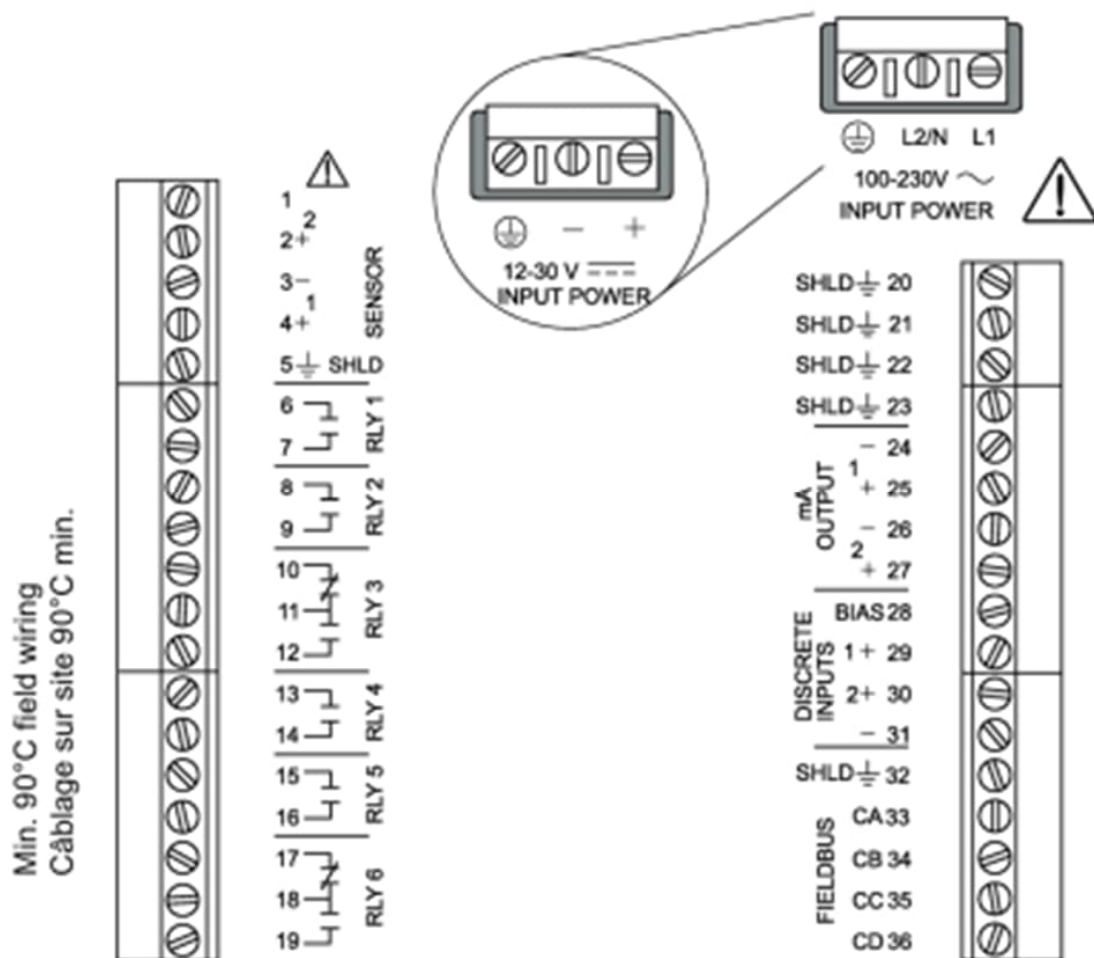 L2/N L1
100-230V
INPUT POWER
− +
12-30 V
INPUT POWER
Min. 90°C field wiring
Câblage sur site 90°C min.
1
2
2+
3−
1
4+
SENSOR
5 SHLD
6
7
RLY 1
8
9
RLY 2
10
11
12
RLY 3
13
14
RLY 4
15
16
RLY 5
17
18
19
RLY 6
SHLD 20
SHLD 21
SHLD 22
SHLD 23
− 24
1
+ 25
− 26
2
+ 27
mA
OUTPUT
BIAS 28
1+ 29
2+ 30
− 31
DISCRETE
INPUTS
SHLD 32
CA 33
CB 34
CC 35
CD 36
FIELDBUS